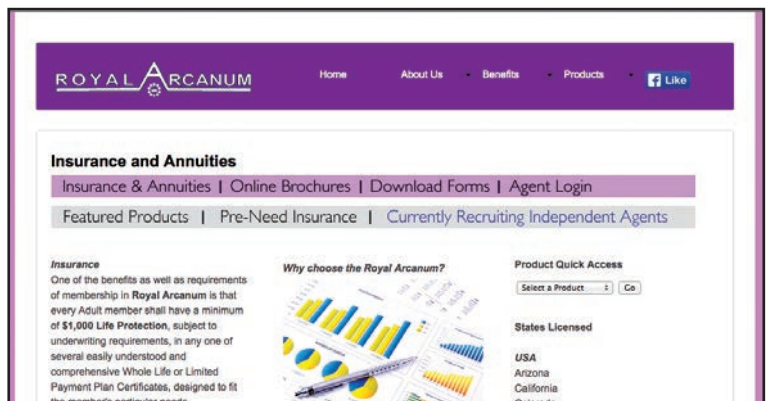 ROYAL ARCANUM
Home About Us Benefits Products Like
Insurance and Annuities
Insurance & Annuities | Online Brochures | Download Forms | Agent Login
Featured Products | Pre-Need Insurance | Currently Recruiting Independent Agents
Insurance
One of the benefits as well as requirements
of membership in Royal Arcanum is that
every Adult member shall have a minimum
of $1,000 Life Protection, subject to
underwriting requirements, in any one of
several easily understood and
comprehensive Whole Life or Limited
Payment Plan Certificates, designed to fit
the member's particular needs
Why choose the Royal Arcanum?
Product Quick Access
Select a Product Go
States Licensed
USA
Arizona
California